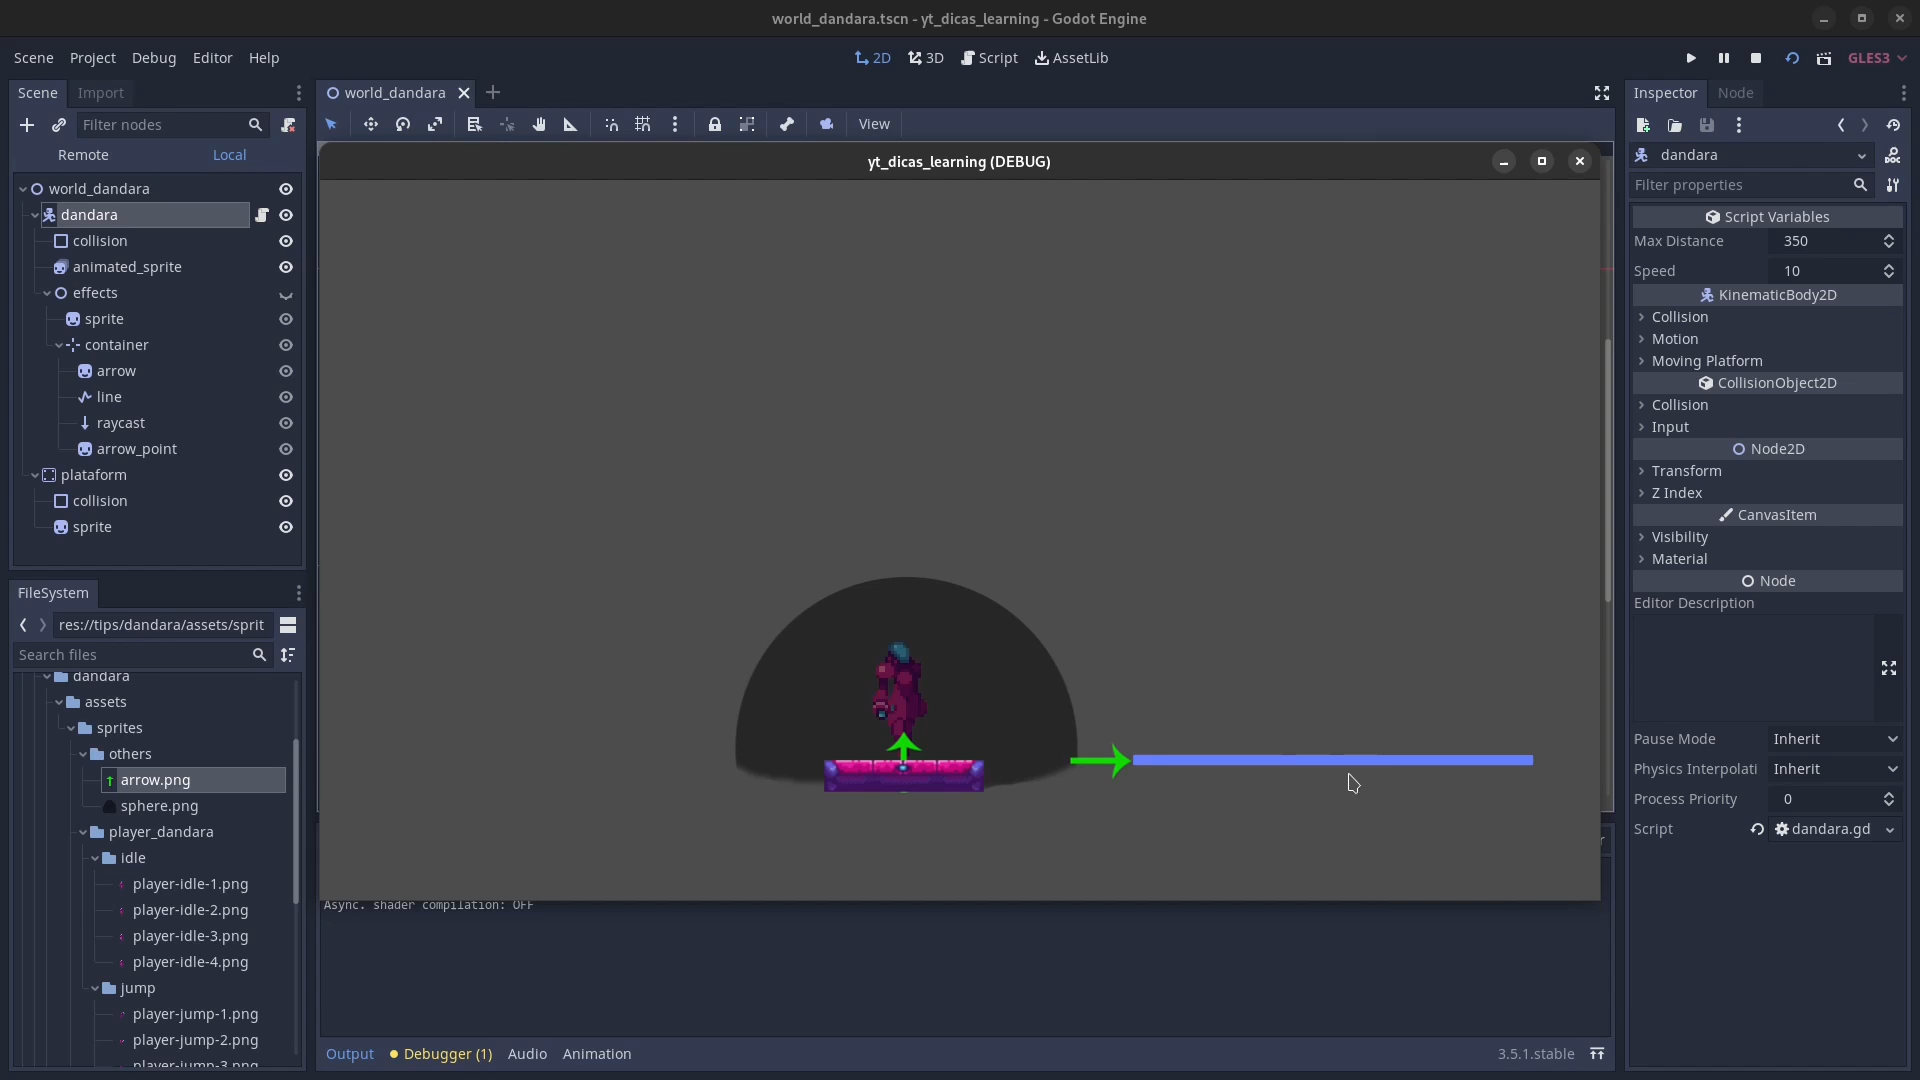 world_dandara.tscn - yt_dicas_learning - Godot Engine
Scene Project Debug Editor Help
2D 3D Script AssetLib
GLES3
Scene Import
world_dandara
Inspector Node
Filter nodes
View
Remote Local
yt_dicas_learning (DEBUG)
dandara
Filter properties
world_dandara
dandara
collision
animated_sprite
effects
sprite
container
arrow
line
raycast
arrow_point
plataform
collision
sprite
Script Variables
Max Distance 350
Speed 10
KinematicBody2D
Collision
Motion
Moving Platform
CollisionObject2D
Collision
Input
Node2D
Transform
Z Index
CanvasItem
Visibility
Material
Node
Editor Description
Pause Mode Inherit
Physics Interpolati Inherit
Process Priority 0
Script dandara.gd
FileSystem
res://tips/dandara/assets/sprit
Search files
dandara
assets
sprites
others
arrow.png
sphere.png
player_dandara
idle
player-idle-1.png
player-idle-2.png
player-idle-3.png
player-idle-4.png
jump
player-jump-1.png
player-jump-2.png
player-jump-3.png
Async. shader compilation: OFF
Output Debugger (1) Audio Animation
3.5.1.stable